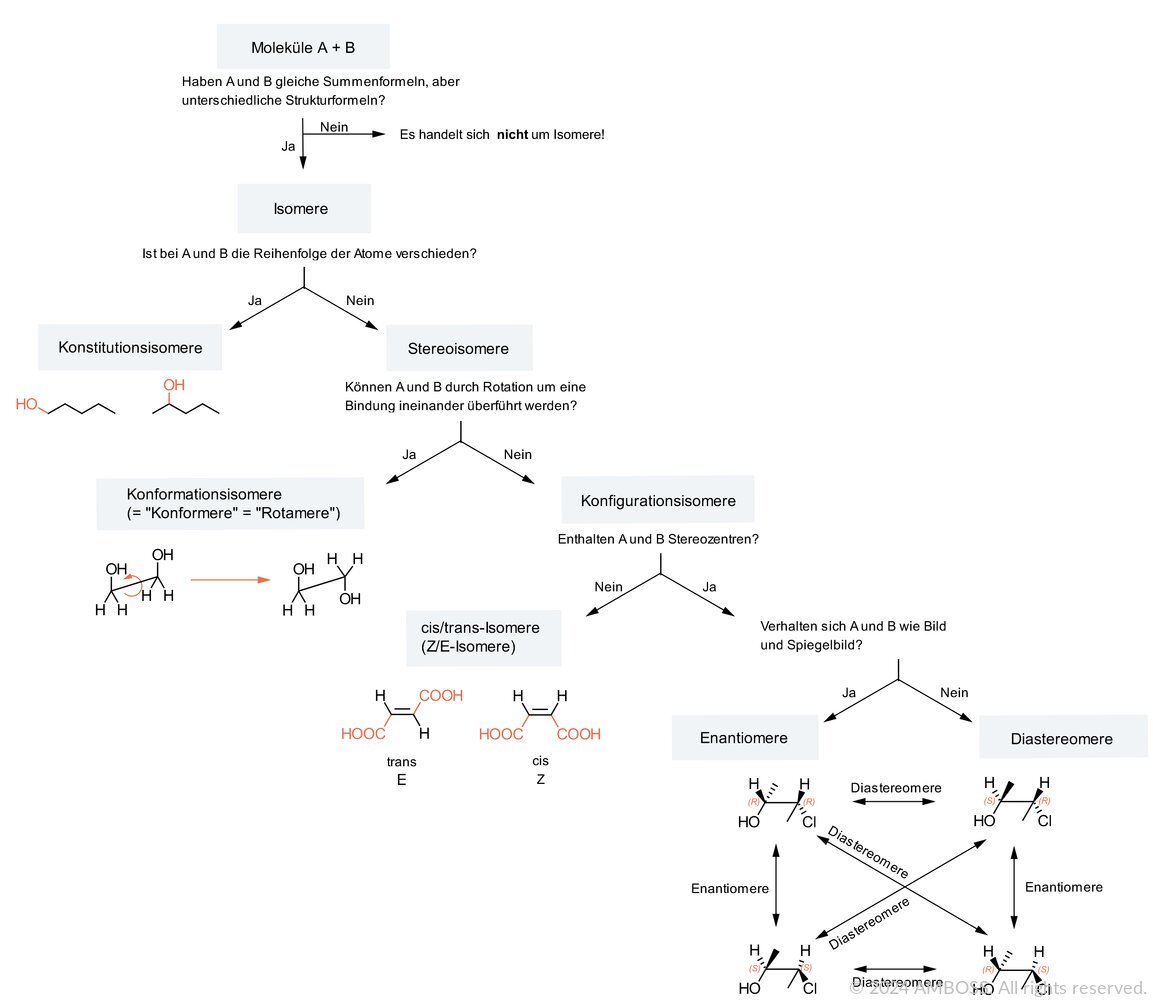 Moleküle A + B
Haben A und B gleiche Summenformeln, aber
unterschiedliche Strukturformeln?
Nein
Es handelt sich nicht um Isomere!
Ja
Isomere
Ist bei A und B die Reihenfolge der Atome verschieden?
Ja
Nein
Konstitutionsisomere
Stereoisomere
HO
OH
Können A und B durch Rotation um eine
Bindung ineinander überführt werden?
Ja
Nein
Konformationsisomere
(= "Konformere" = "Rotamere")
Konfigurationsisomere
OH
OH
H H
H H
OH
H H
H H
OH
Enthalten A und B Stereozentren?
Nein
Ja
cis/trans-Isomere
(Z/E-Isomere)
H
COOH
HOOC
H
trans
E
H
H
HOOC
COOH
cis
Z
Verhalten sich A und B wie Bild
und Spiegelbild?
Ja
Nein
Enantiomere
Diastereomere
H
H
(R)
(R)
HO
Cl
Diastereomere
H
H
(S)
(R)
HO
Cl
Diastereomere
Enantiomere
Enantiomere
Diastereomere
H
H
(S)
(S)
HO
Cl
Diastereomere
H
H
(R)
(S)
HO
Cl
© 2024 AMBOSS. All rights reserved.